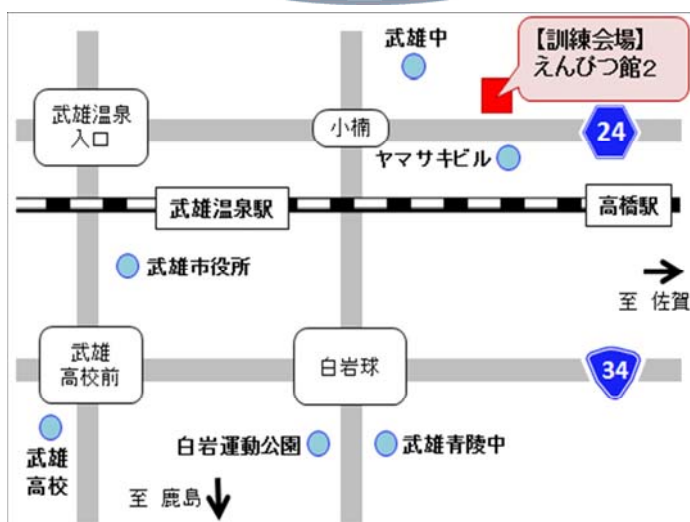 武雄中
【訓練会場】
えんぴつ館2
武雄温泉
入口
小楠
24
ヤマサキビル
武雄温泉駅
高橋駅
武雄市役所
至 佐賀
武雄
高校前
白岩球
34
武雄
高校
白岩運動公園
武雄青陵中
至 鹿島